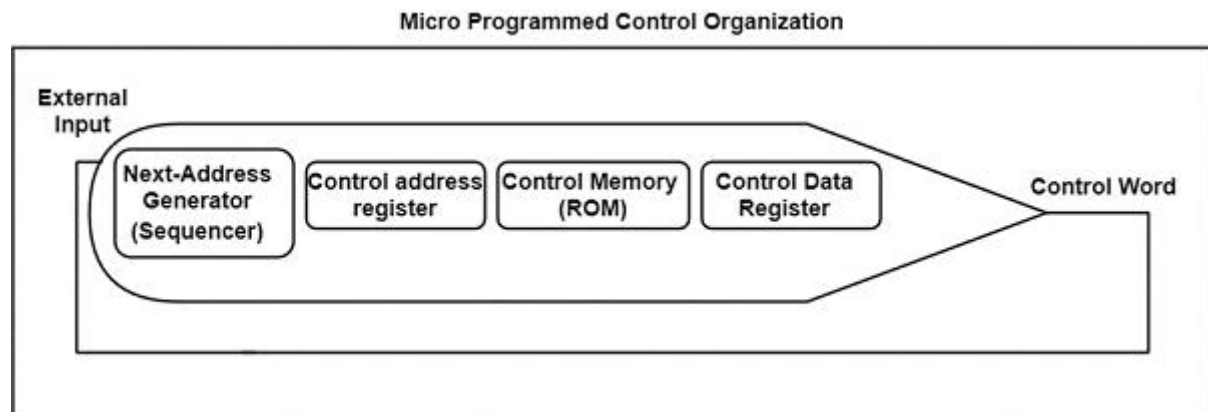 Micro Programmed Control Organization
External
Input
Next-Address
Generator
(Sequencer)
Control address
register
Control Memory
(ROM)
Control Data
Register
Control Word